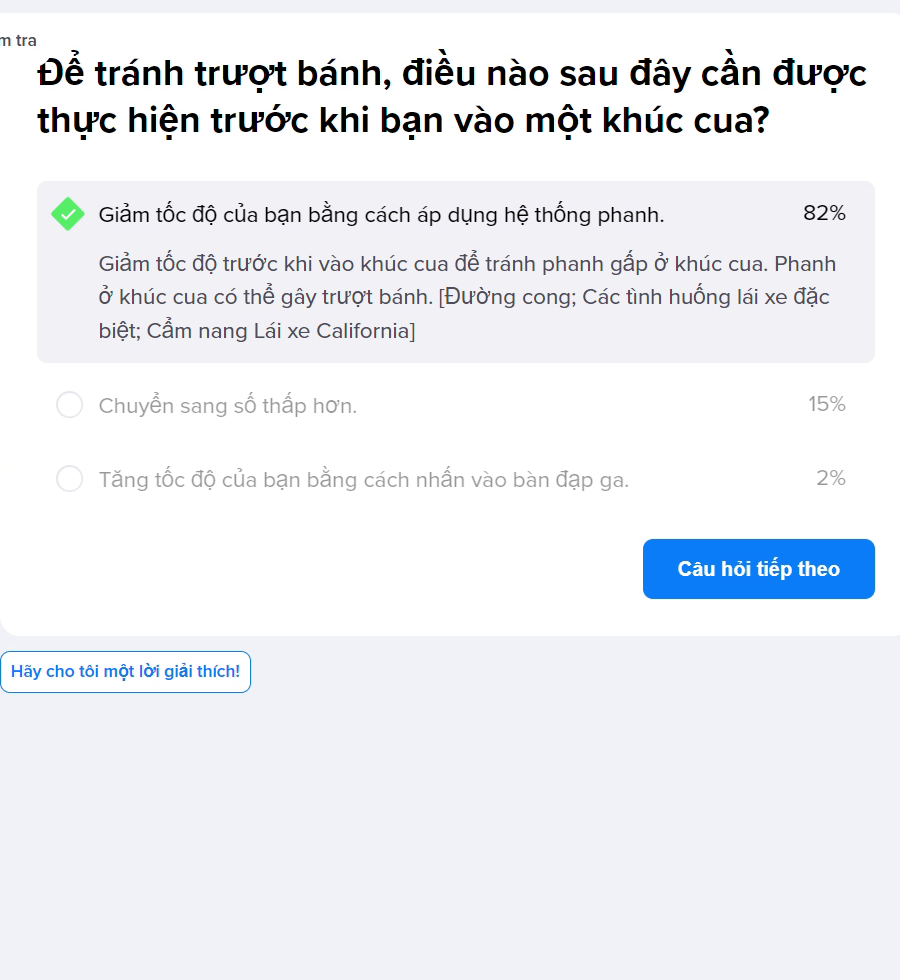 m tra
Để tránh trượt bánh, điều nào sau đây cần được
thực hiện trước khi bạn vào một khúc cua?
Giảm tốc độ của bạn bằng cách áp dụng hệ thống phanh.
82%
Giảm tốc độ trước khi vào khúc cua để tránh phanh gấp ở khúc cua. Phanh
ở khúc cua có thể gây trượt bánh. [Đường cong; Các tình huống lái xe đặc
biệt; Cẩm nang Lái xe California]
Chuyển sang số thấp hơn.
15%
Tăng tốc độ của bạn bằng cách nhấn vào bàn đạp ga.
2%
Câu hỏi tiếp theo
Hãy cho tôi một lời giải thích!